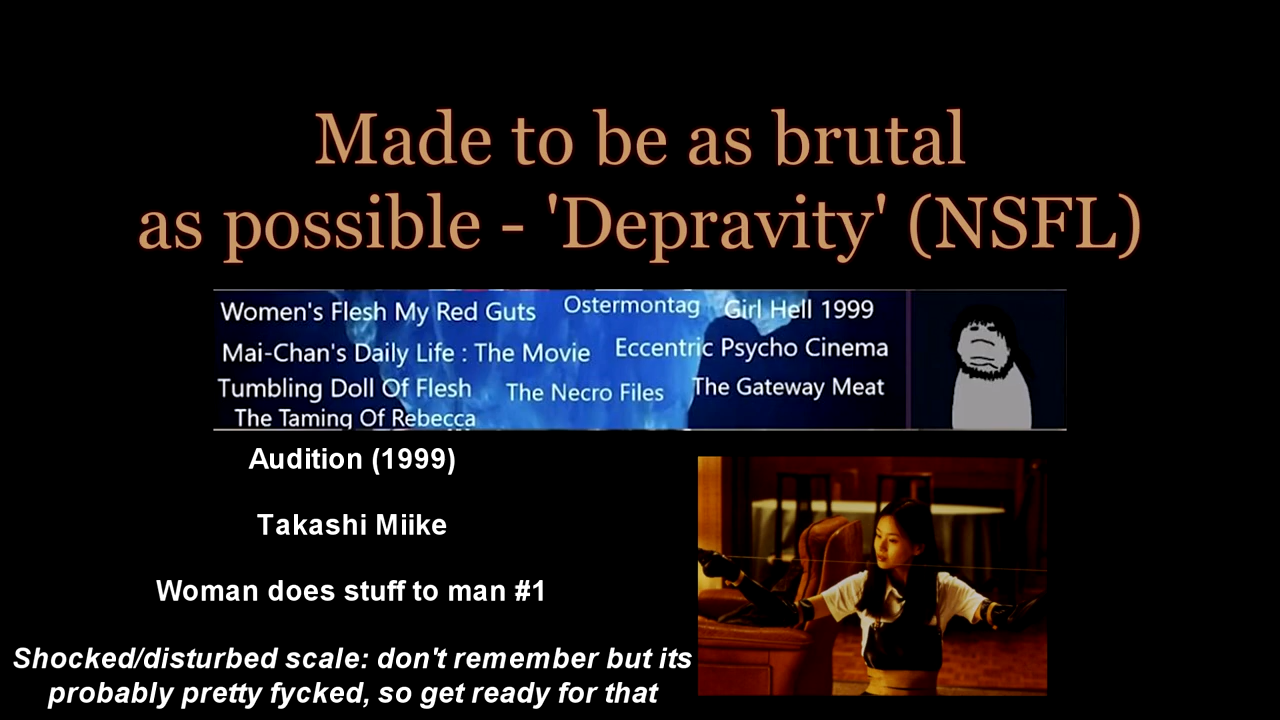 Made to be as brutal
as possible - 'Depravity' (NSFL)
Women's Flesh My Red Guts Ostermontag Girl Hell 1999
Mai-Chan's Daily Life : The Movie Eccentric Psycho Cinema
Tumbling Doll Of Flesh The Necro Files The Gateway Meat
The Taming Of Rebecca
Audition (1999)
Takashi Miike
Woman does stuff to man #1
Shocked/disturbed scale: don't remember but its
probably pretty fycked, so get ready for that